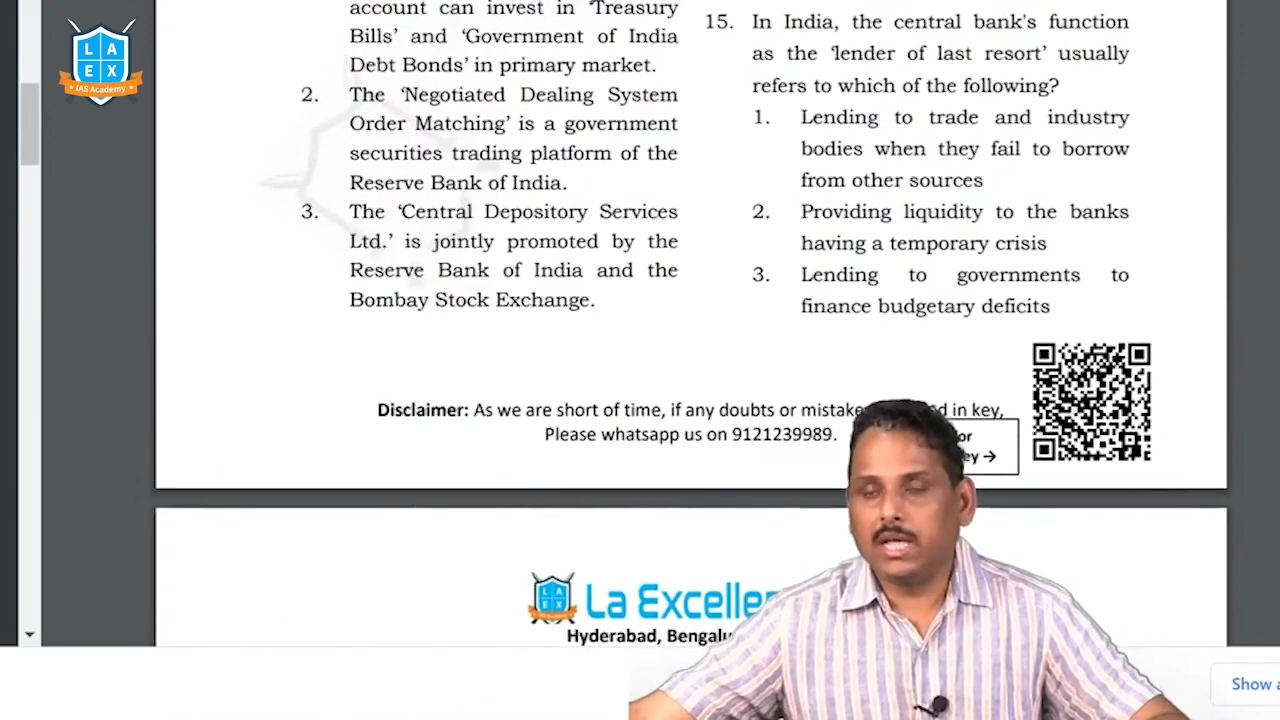 LA
EX
IAS Academy
account can invest in ‘Treasury
Bills’ and ‘Government of India
Debt Bonds’ in primary market.
2. The ‘Negotiated Dealing System
Order Matching’ is a government
securities trading platform of the
Reserve Bank of India.
3. The ‘Central Depository Services
Ltd.’ is jointly promoted by the
Reserve Bank of India and the
Bombay Stock Exchange.
15. In India, the central bank's function
as the ‘lender of last resort’ usually
refers to which of the following?
1. Lending to trade and industry
bodies when they fail to borrow
from other sources
2. Providing liquidity to the banks
having a temporary crisis
3. Lending to governments to
finance budgetary deficits
Disclaimer: As we are short of time, if any doubts or mistake in key,
Please whatsapp us on 9121239989.
LA
EX
La Excelle
Hyderabad, Bengalu
Show